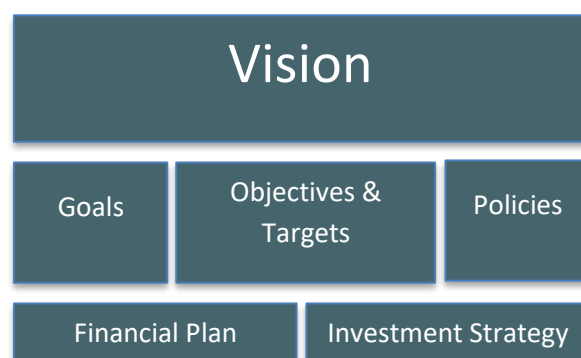 Vision
Goals
Objectives &
Targets
Policies
Financial Plan
Investment Strategy